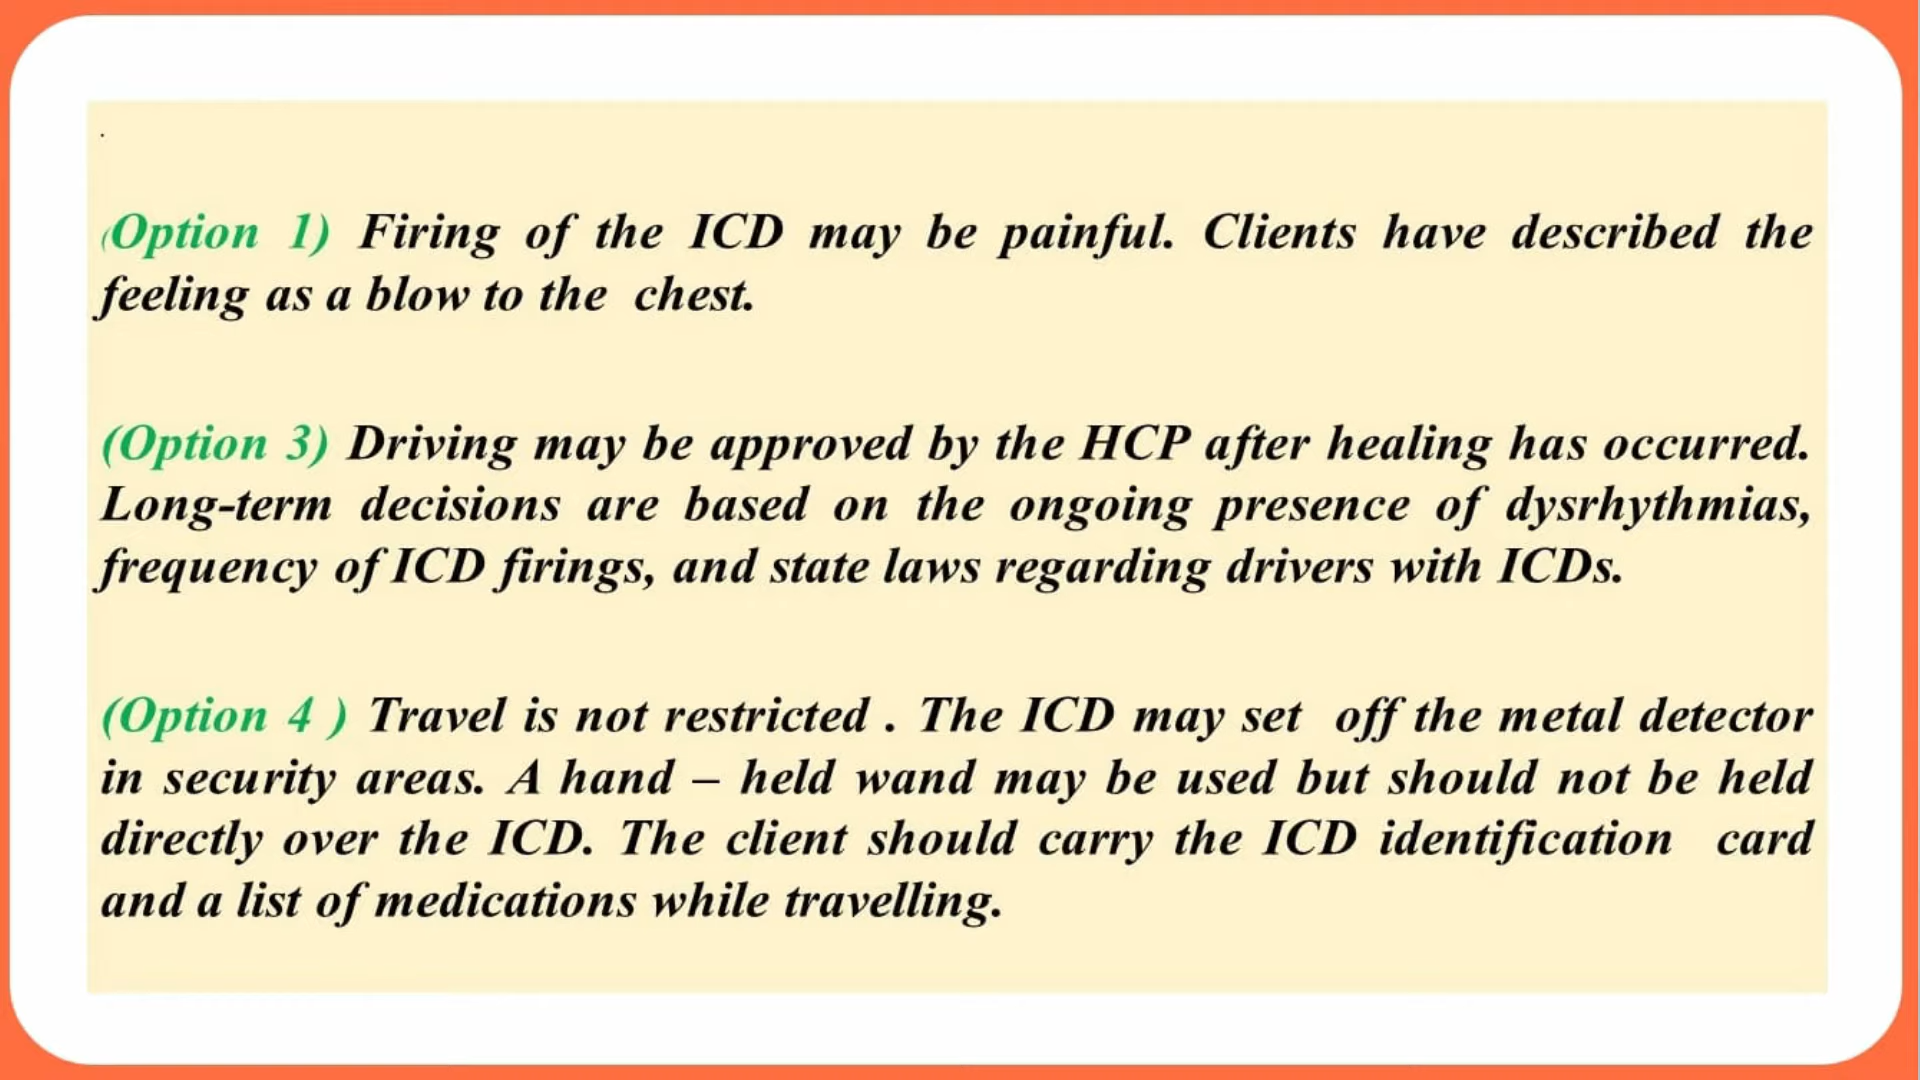 .
(Option 1) Firing of the ICD may be painful. Clients have described the
feeling as a blow to the chest.
(Option 3) Driving may be approved by the HCP after healing has occurred.
Long-term decisions are based on the ongoing presence of dysrhythmias,
frequency of ICD firings, and state laws regarding drivers with ICDs.
(Option 4 ) Travel is not restricted . The ICD may set off the metal detector
in security areas. A hand – held wand may be used but should not be held
directly over the ICD. The client should carry the ICD identification card
and a list of medications while travelling.